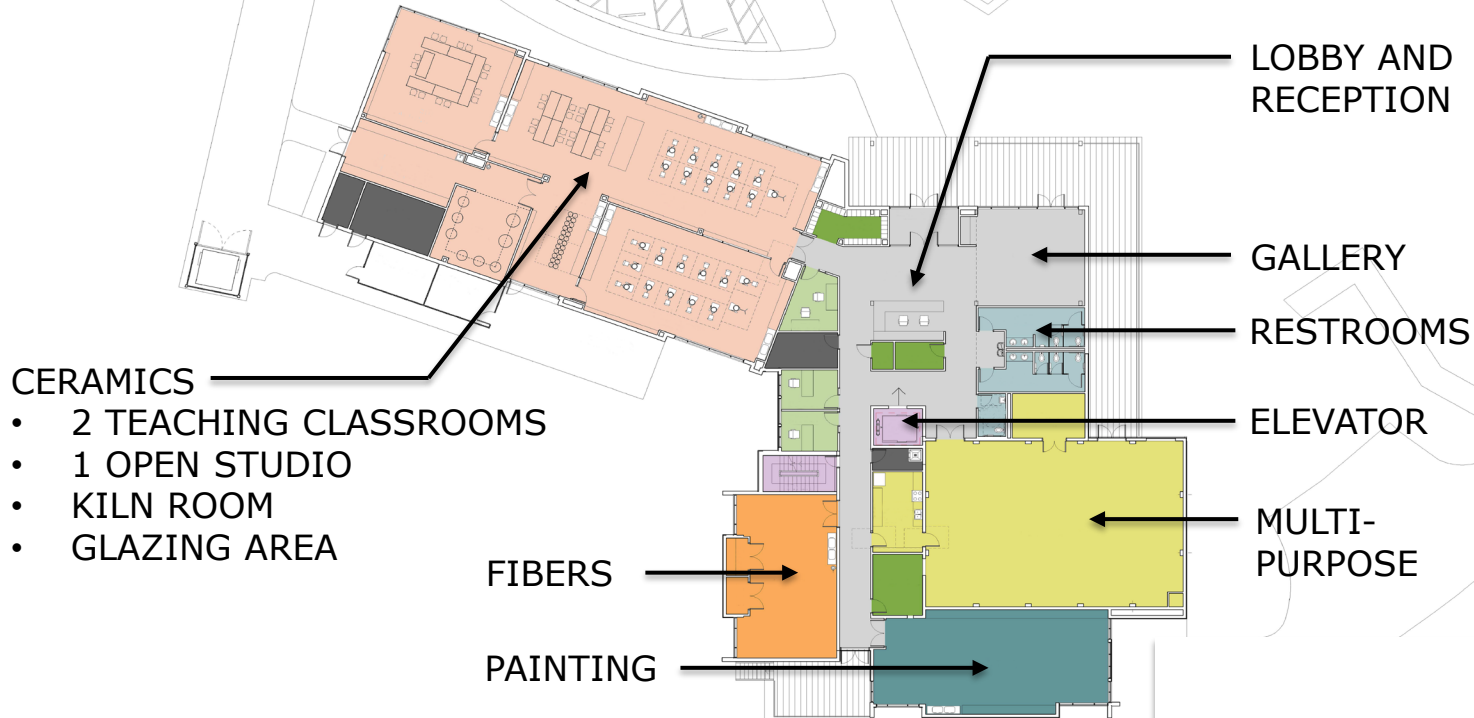 LOBBY AND
RECEPTION
GALLERY
RESTROOMS
CERAMICS
• 2 TEACHING CLASSROOMS
• 1 OPEN STUDIO
• KILN ROOM
• GLAZING AREA
ELEVATOR
MULTI-
PURPOSE
FIBERS
PAINTING